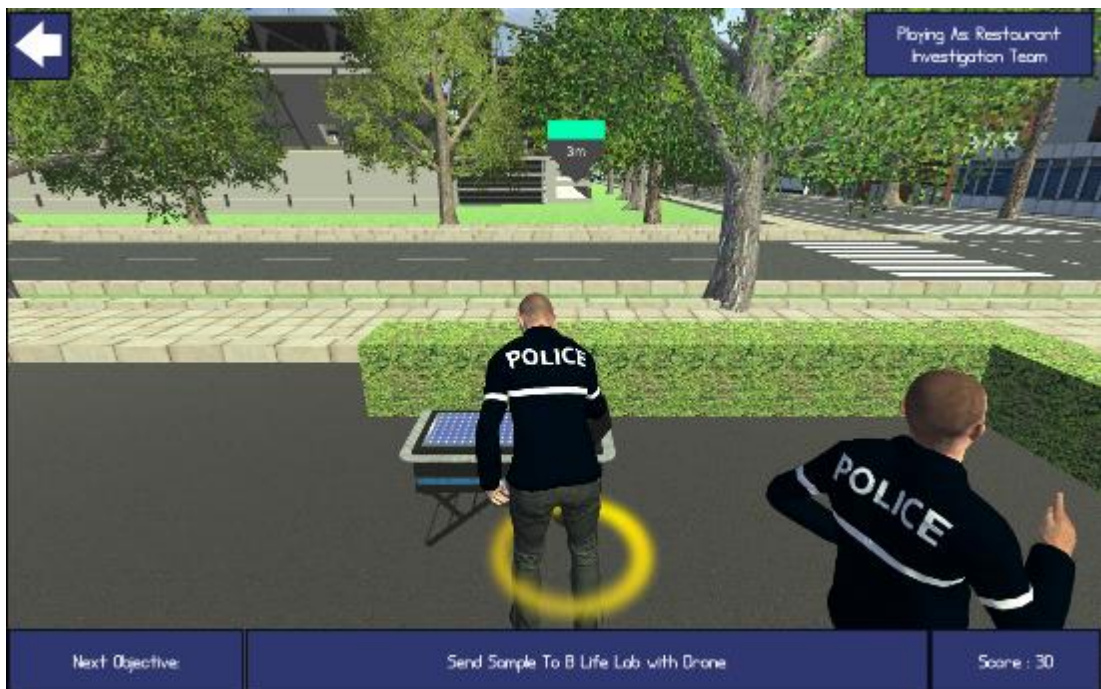 Playing As: Restaurant
Investigation Team
3m
POLICE
POLICE
Next Objective:
Send Sample To B Life Lab with Drone
Score : 30